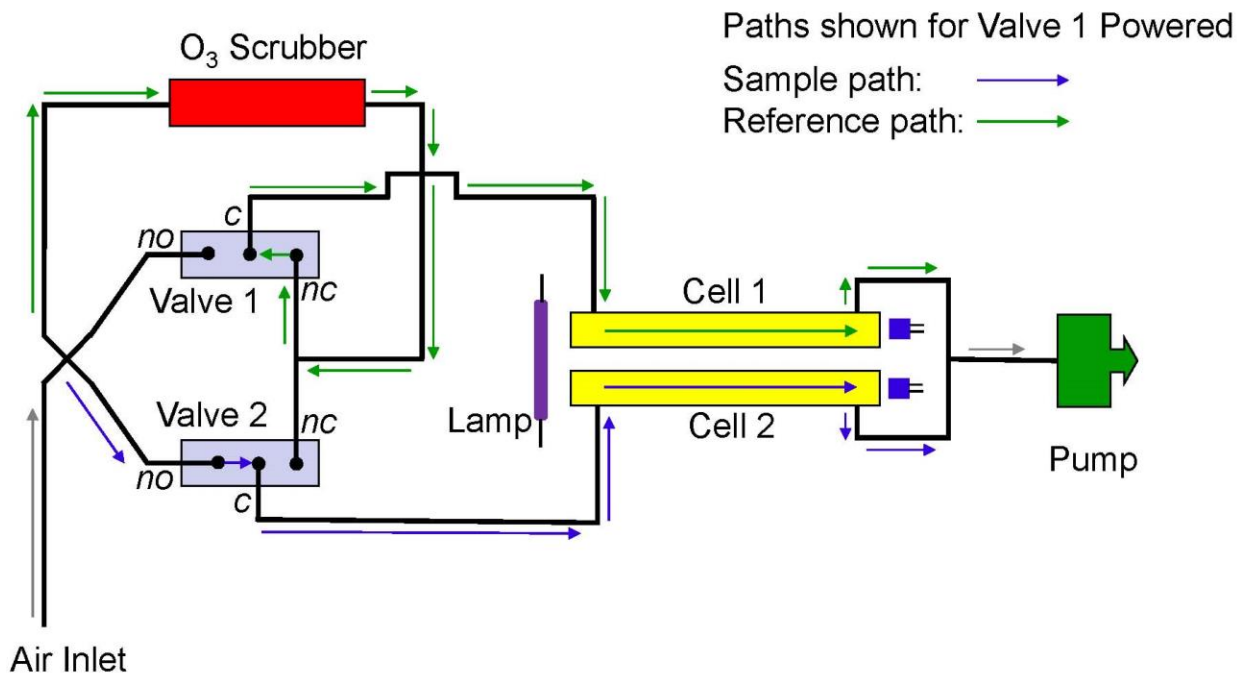 Paths shown for Valve 1 Powered
Sample path:
Reference path:
O₃ Scrubber
c
no
Valve 1
nc
Cell 1
Valve 2
nc
no
c
Lamp
Cell 2
Pump
Air Inlet